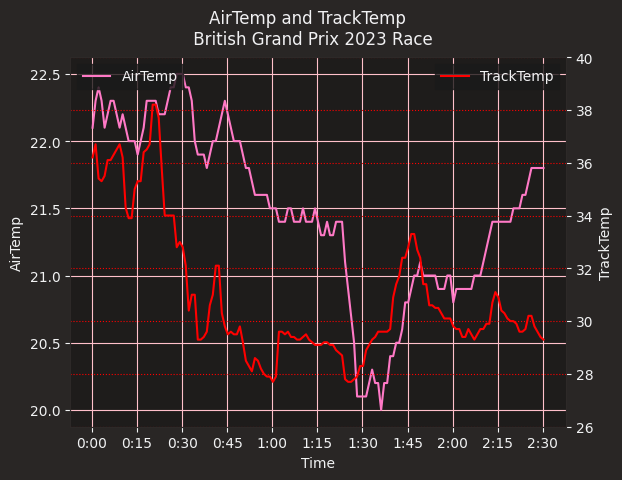 AirTemp and TrackTemp
British Grand Prix 2023 Race
AirTemp
TrackTemp
22.5
22.0
21.5
21.0
20.5
20.0
AirTemp
40
38
36
34
32
30
28
26
TrackTemp
0:00 0:15 0:30 0:45 1:00 1:15 1:30 1:45 2:00 2:15 2:30
Time